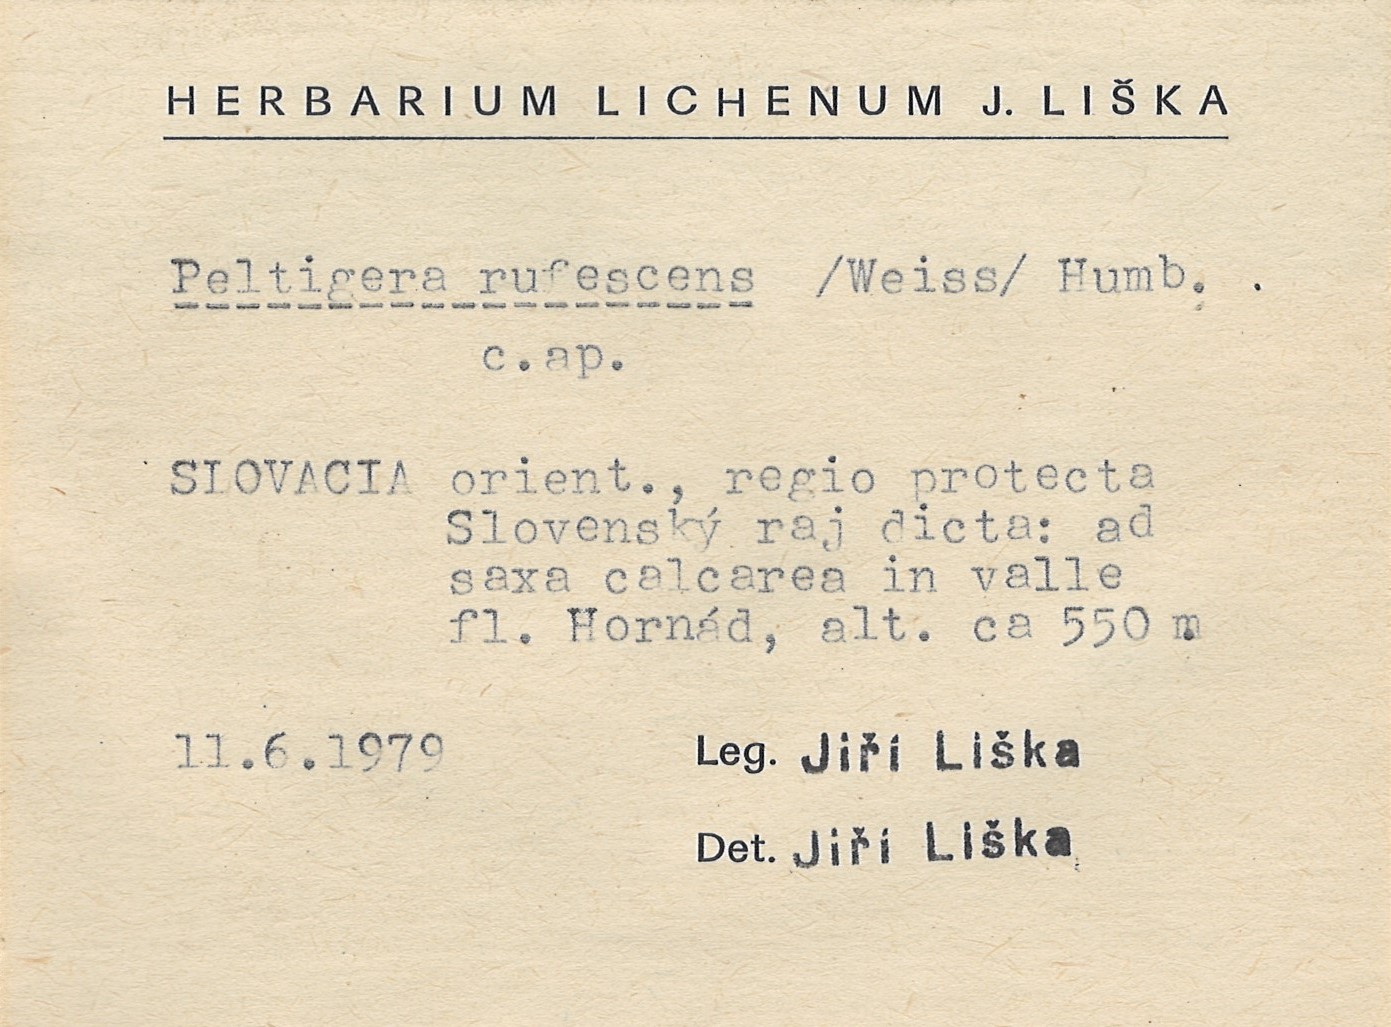 HERBARIUM LICHENUM J. LIŠKA
Peltigera rufescens /Weiss/ Humb. .
c.ap.
SLOVACIA orient., regio protecta
Slovenský raj dicta: ad
saxa calcarea in valle
fl. Hornád, alt. ca 550 m
11.6.1979 Leg. Jiří Liška
Det. Jiří Liška